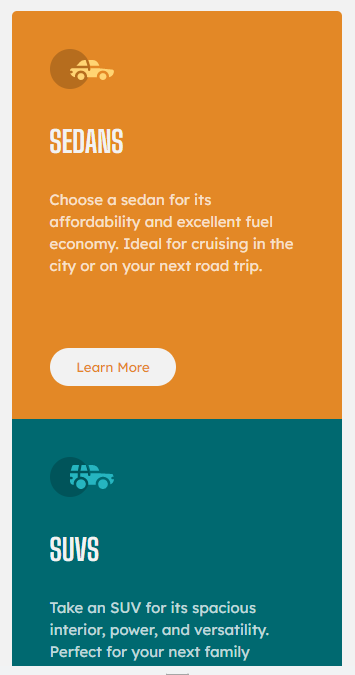 SEDANS
Choose a sedan for its
affordability and excellent fuel
economy. Ideal for cruising in the
city or on your next road trip.
Learn More
SUVS
Take an SUV for its spacious
interior, power, and versatility.
Perfect for your next family